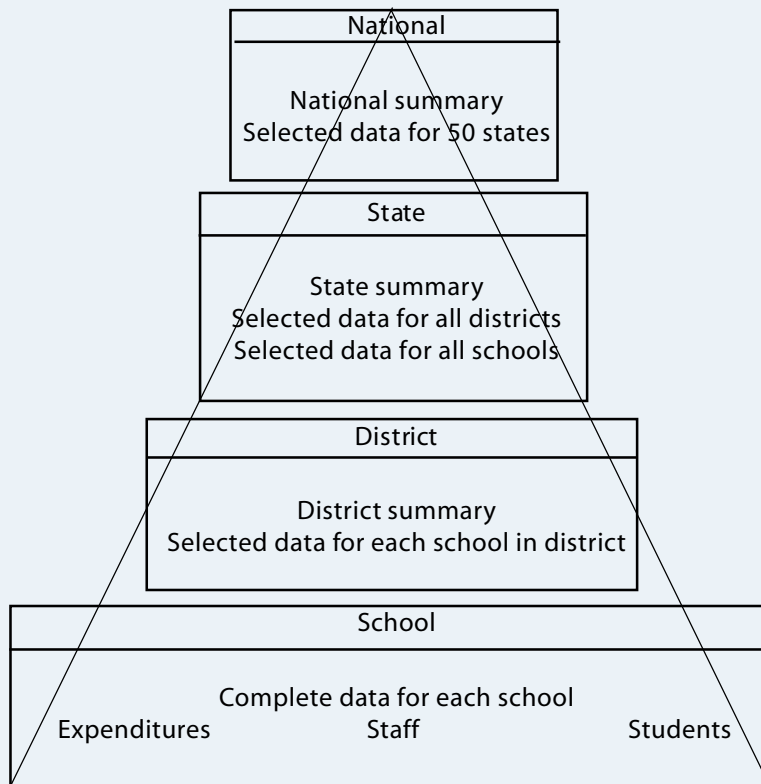 National
National summary
Selected data for 50 states
State
State summary
Selected data for all districts
Selected data for all schools
District
District summary
Selected data for each school in district
School
Complete data for each school
Expenditures Staff Students